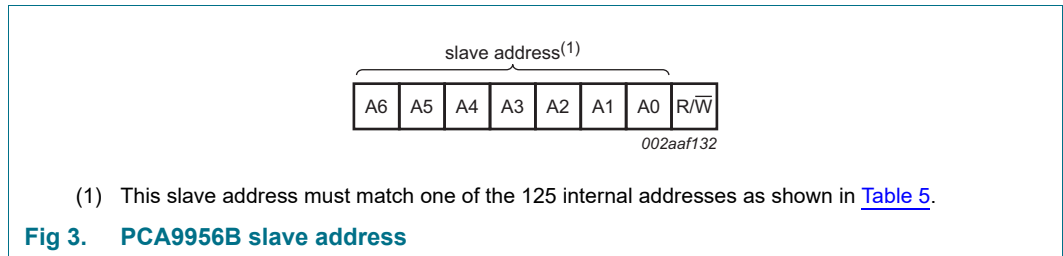 slave address(1)
A6 A5 A4 A3 A2 A1 A0 R/W̅
002aaf132
(1) This slave address must match one of the 125 internal addresses as shown in Table 5.
Fig 3. PCA9956B slave address